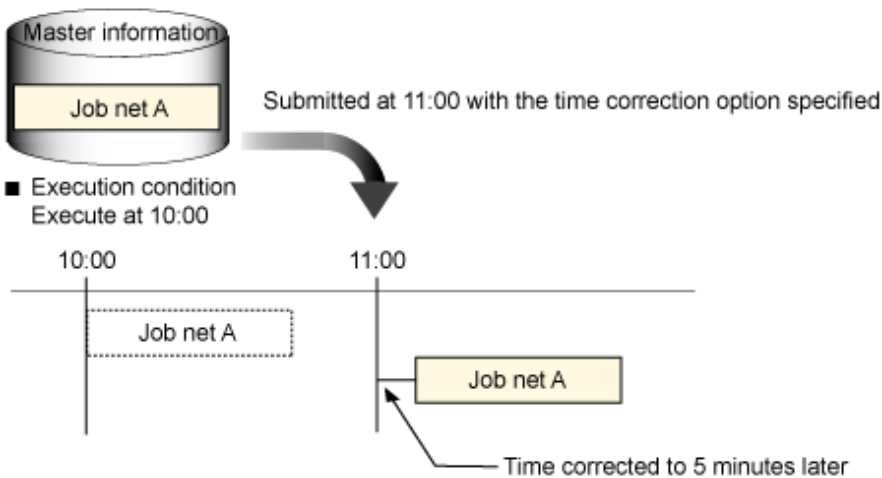 Master information
Job net A
Submitted at 11:00 with the time correction option specified
■ Execution condition
Execute at 10:00
10:00
11:00
Job net A
Job net A
Time corrected to 5 minutes later